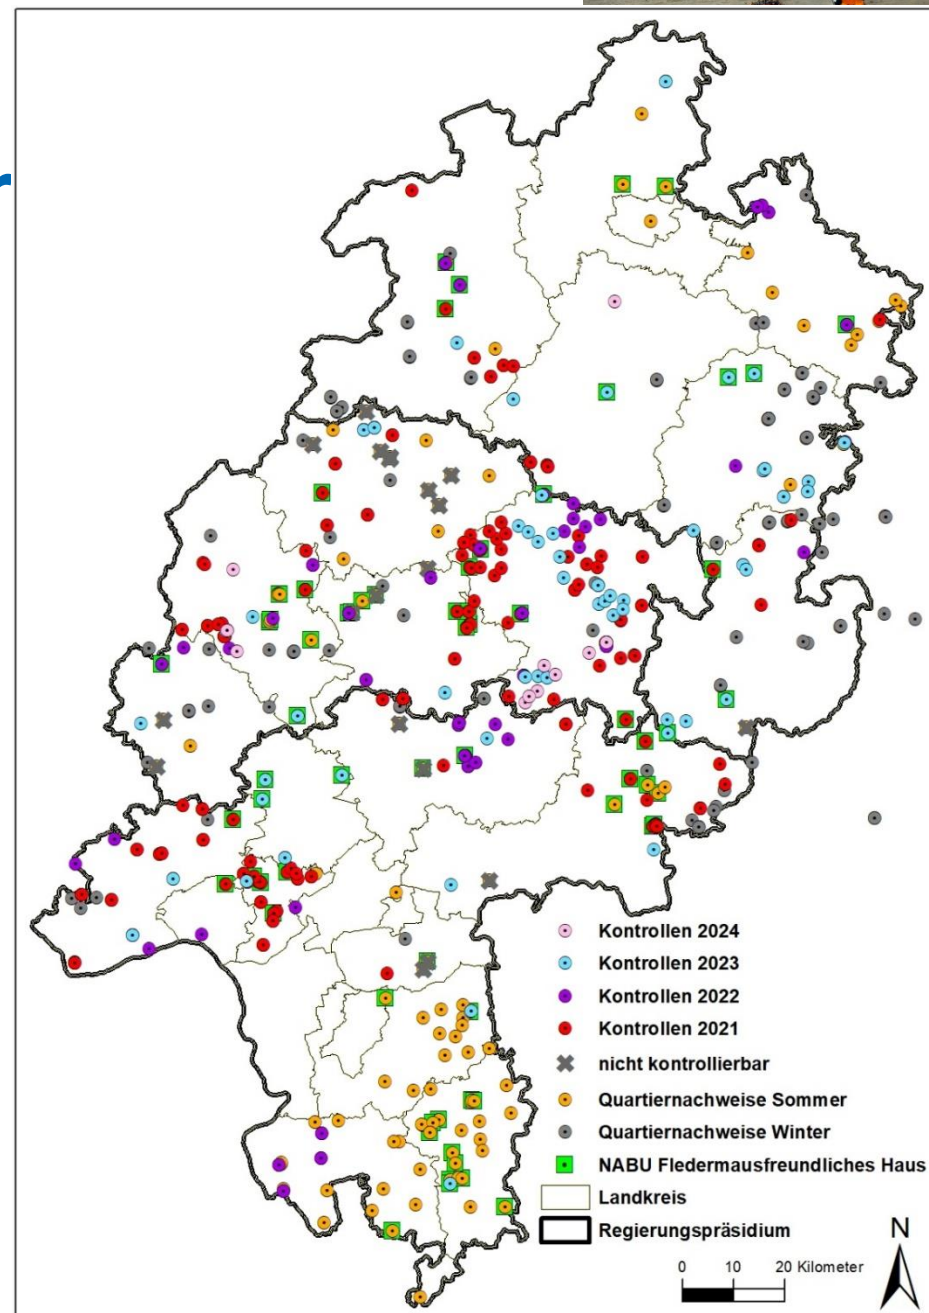 Kontrollen 2024
Kontrollen 2023
Kontrollen 2022
Kontrollen 2021
nicht kontrollierbar
Quartiernachweise Sommer
Quartiernachweise Winter
NABU Fledermausfreundliches Haus
Landkreis
Regierungspräsidium
N
0 10 20 Kilometer